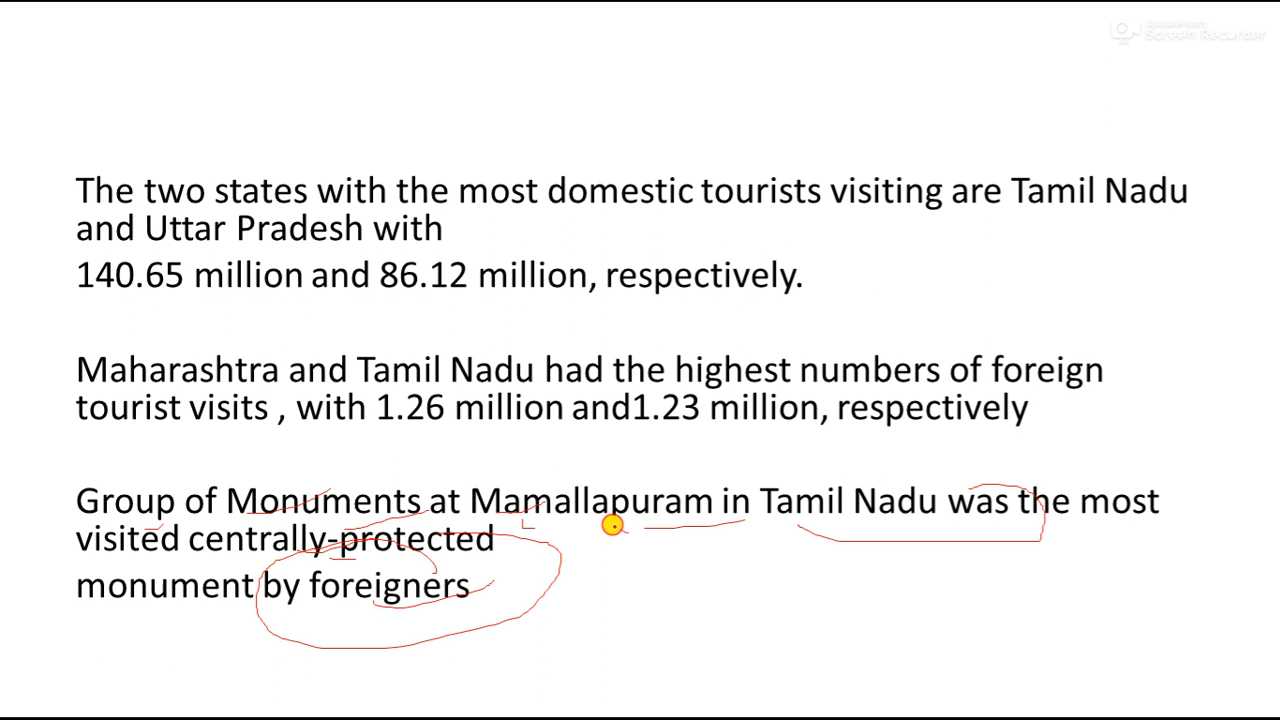 Apowersoft
Screen Recorder
The two states with the most domestic tourists visiting are Tamil Nadu
and Uttar Pradesh with
140.65 million and 86.12 million, respectively.
Maharashtra and Tamil Nadu had the highest numbers of foreign
tourist visits , with 1.26 million and1.23 million, respectively
Group of Monuments at Mamallapuram in Tamil Nadu was the most
visited centrally-protected
monument by foreigners